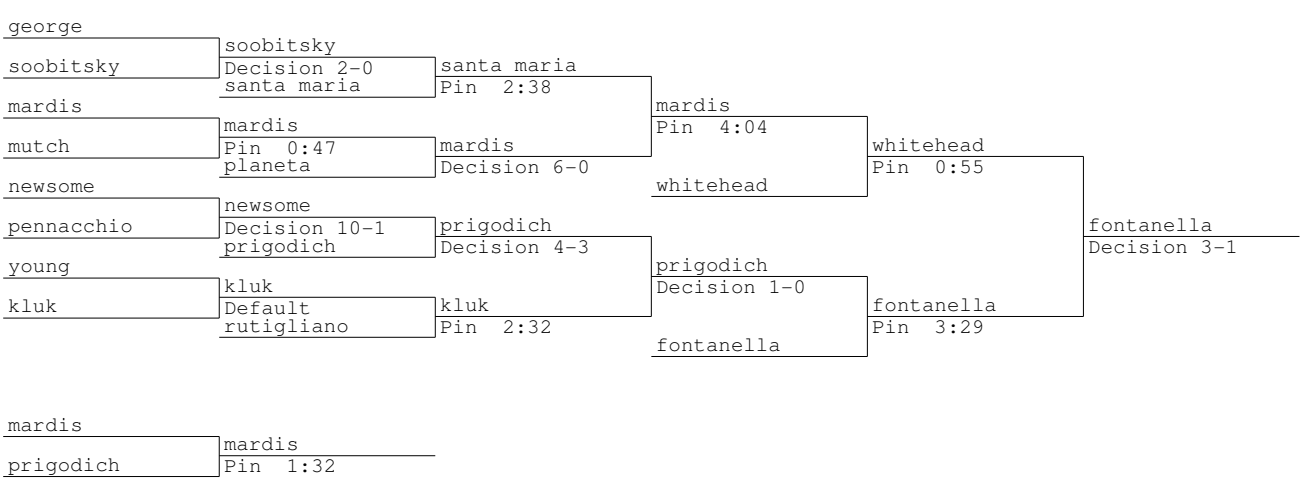 george
soobitsky
soobitsky
Decision 2-0
santa maria
santa maria
Pin 2:38
mardis
mutch
mardis
Pin 0:47
planeta
mardis
Decision 6-0
mardis
Pin 4:04
whitehead
whitehead
Pin 0:55
newsome
pennacchio
newsome
Decision 10-1
prigodich
prigodich
Decision 4-3
young
kluk
kluk
Default
rutigliano
kluk
Pin 2:32
prigodich
Decision 1-0
fontanella
fontanella
Pin 3:29
fontanella
Decision 3-1
mardis
prigodich
mardis
Pin 1:32